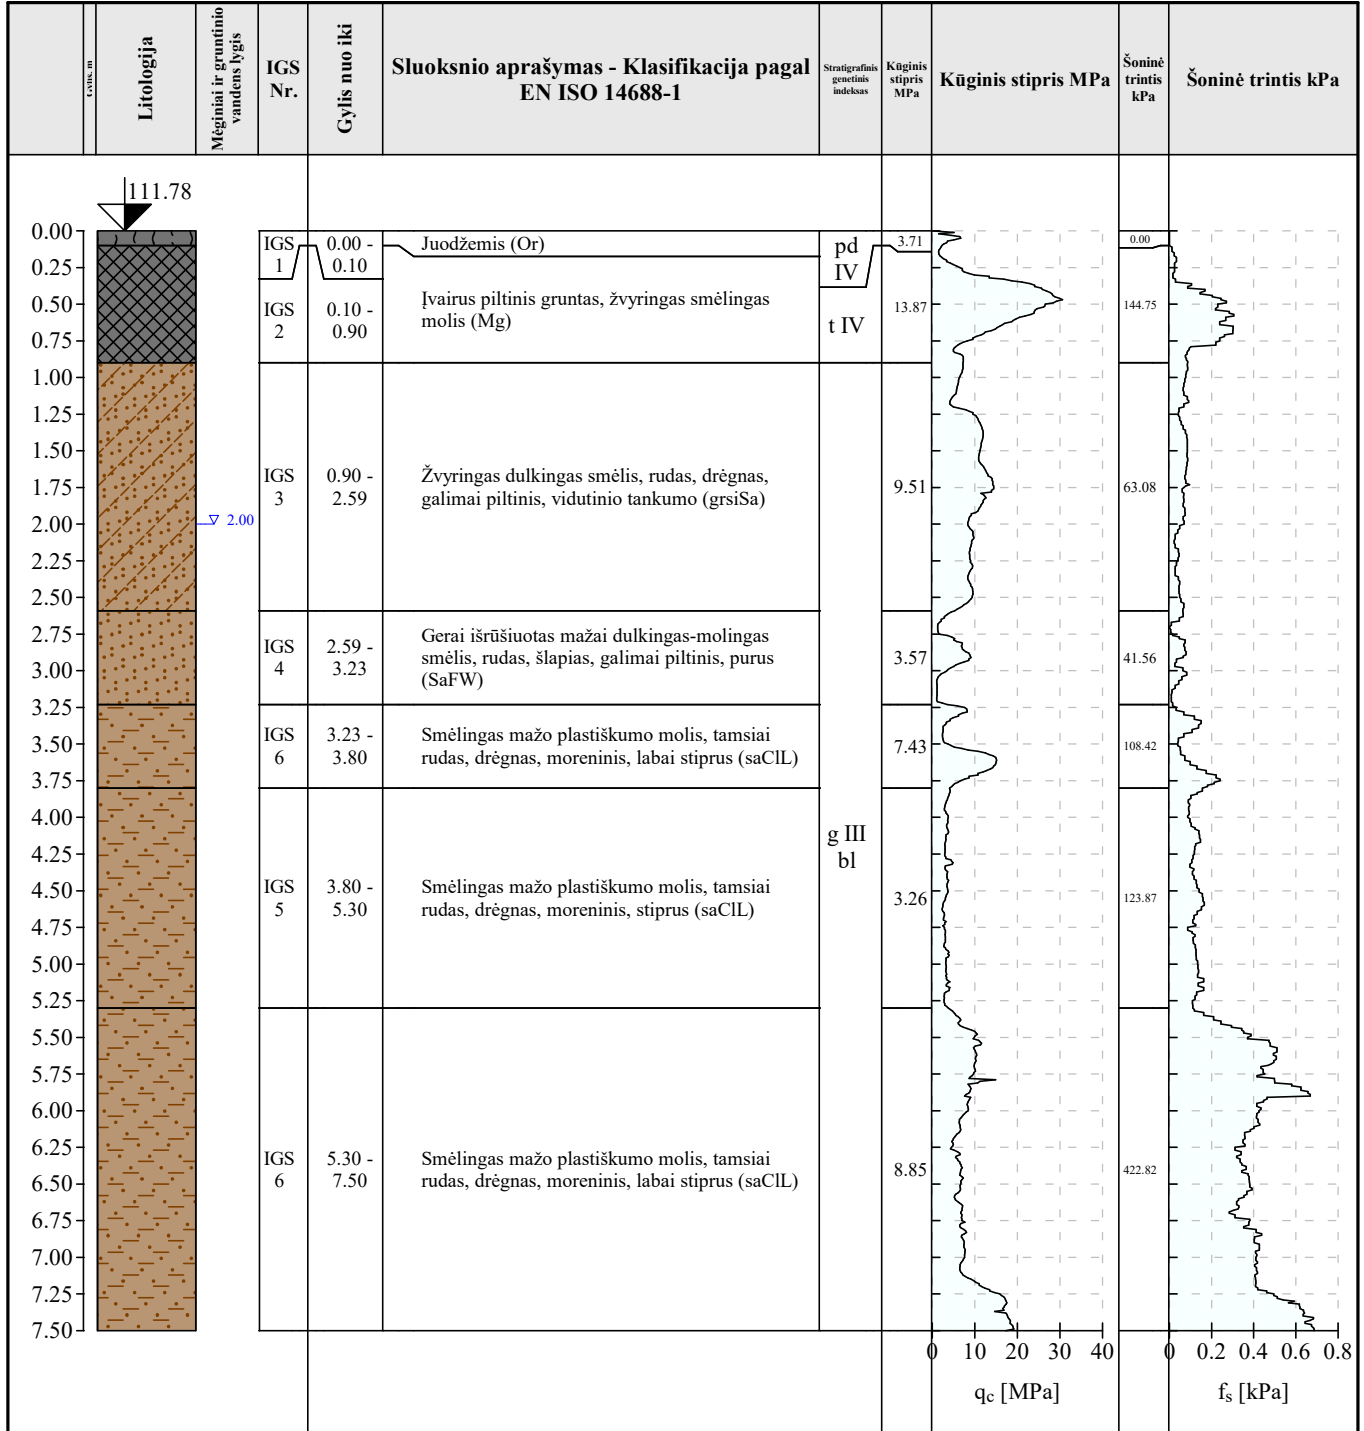 Gylis, m
Litologija
Mėginiai ir gruntinio
vandens lygis
IGS
Nr.
Gylis nuo iki
Sluoksnio aprašymas - Klasifikacija pagal
EN ISO 14688-1
Stratigrafinis
genetinis
indeksas
Kūginis
stipris
MPa
Kūginis stipris MPa
Šoninė
trintis
kPa
Šoninė trintis kPa
111.78
0.00
0.25
0.50
0.75
1.00
1.25
1.50
1.75
2.00
2.25
2.50
2.75
3.00
3.25
3.50
3.75
4.00
4.25
4.50
4.75
5.00
5.25
5.50
5.75
6.00
6.25
6.50
6.75
7.00
7.25
7.50
2.00
IGS
1
0.00 -
0.10
Juodžemis (Or)
pd
IV
3.71
0.00
IGS
2
0.10 -
0.90
Įvairus piltinis gruntas, žvyringas smėlingas
molis (Mg)
t IV
13.87
144.75
IGS
3
0.90 -
2.59
Žvyringas dulkingas smėlis, rudas, drėgnas,
galimai piltinis, vidutinio tankumo (grsiSa)
9.51
63.08
IGS
4
2.59 -
3.23
Gerai išrūšiuotas mažai dulkingas-molingas
smėlis, rudas, šlapias, galimai piltinis, purus
(SaFW)
3.57
41.56
IGS
6
3.23 -
3.80
Smėlingas mažo plastiškumo molis, tamsiai
rudas, drėgnas, moreninis, labai stiprus (saClL)
7.43
108.42
g III
bl
IGS
5
3.80 -
5.30
Smėlingas mažo plastiškumo molis, tamsiai
rudas, drėgnas, moreninis, stiprus (saClL)
3.26
123.87
IGS
6
5.30 -
7.50
Smėlingas mažo plastiškumo molis, tamsiai
rudas, drėgnas, moreninis, labai stiprus (saClL)
8.85
422.82
0 10 20 30 40
q_c [MPa]
0 0.2 0.4 0.6 0.8
f_s [kPa]